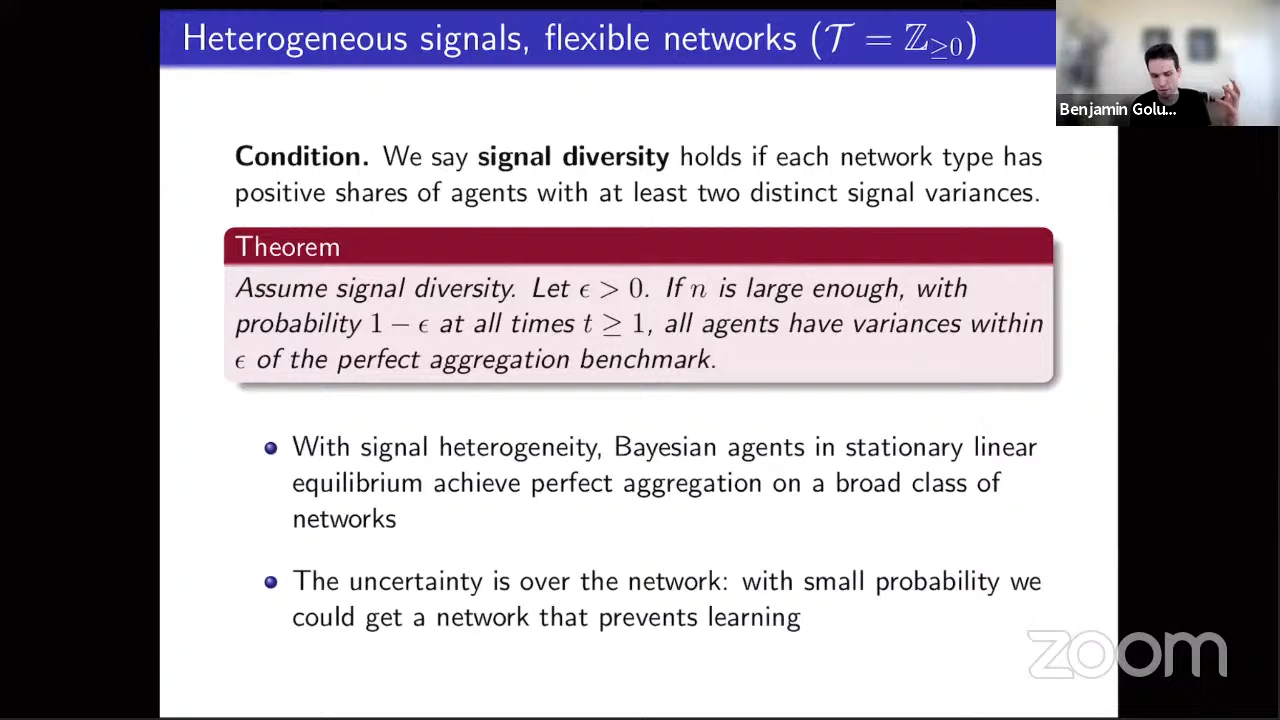 Heterogeneous signals, flexible networks (𝒯 = ℤ≥0)
Benjamin Golu...
Condition. We say signal diversity holds if each network type has
positive shares of agents with at least two distinct signal variances.
Theorem
Assume signal diversity. Let ϵ > 0. If n is large enough, with
probability 1 − ϵ at all times t ≥ 1, all agents have variances within
ϵ of the perfect aggregation benchmark.
With signal heterogeneity, Bayesian agents in stationary linear
equilibrium achieve perfect aggregation on a broad class of
networks
The uncertainty is over the network: with small probability we
could get a network that prevents learning
zoom